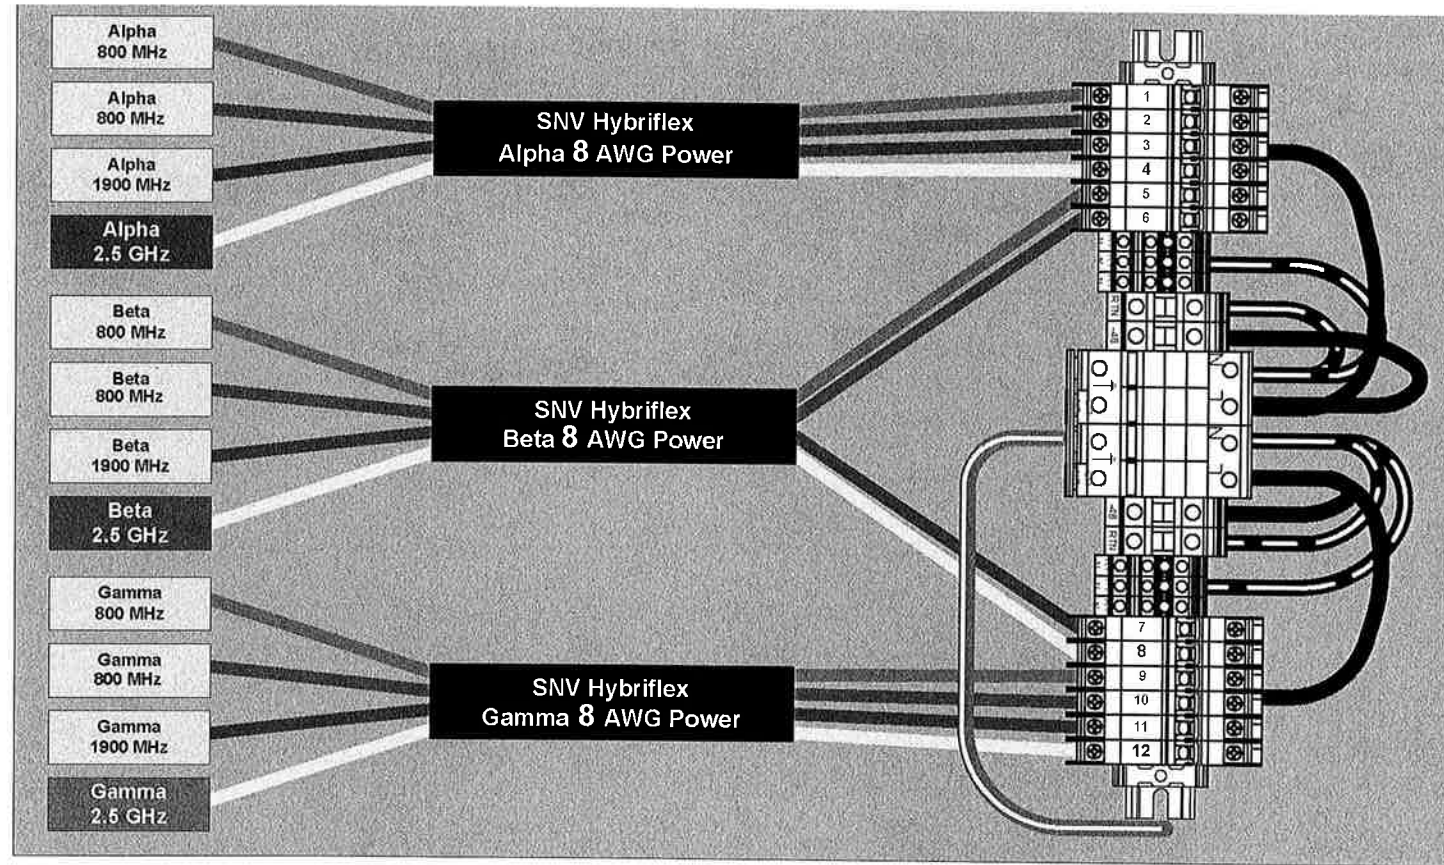 Alpha
800 MHz
Alpha
800 MHz
Alpha
1900 MHz
Alpha
2.5 GHz
SNV Hybriflex
Alpha 8 AWG Power
Beta
800 MHz
Beta
800 MHz
Beta
1900 MHz
Beta
2.5 GHz
SNV Hybriflex
Beta 8 AWG Power
Gamma
800 MHz
Gamma
800 MHz
Gamma
1900 MHz
Gamma
2.5 GHz
SNV Hybriflex
Gamma 8 AWG Power
1
2
3
4
5
6
RTN
-48
N
L
N
L
-48
RTN
7
8
9
10
11
12